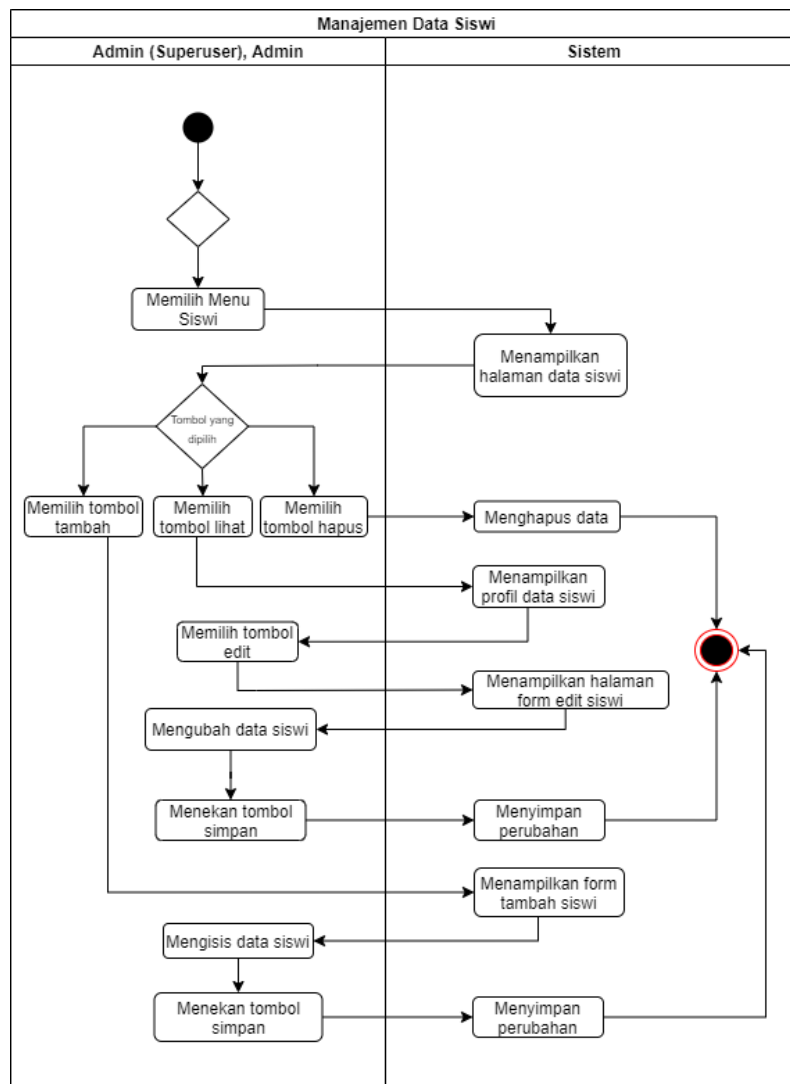 Manajemen Data Siswi
Admin (Superuser), Admin
Sistem
Memilih Menu
Siswi
Menampilkan
halaman data siswi
Tombol yang
dipilih
Memilih tombol
tambah
Memilih
tombol lihat
Memilih
tombol hapus
Menghapus data
Menampilkan
profil data siswi
Memilih tombol
edit
Menampilkan halaman
form edit siswi
Mengubah data siswi
Menekan tombol
simpan
Menyimpan
perubahan
Menampilkan form
tambah siswi
Mengisis data siswi
Menekan tombol
simpan
Menyimpan
perubahan